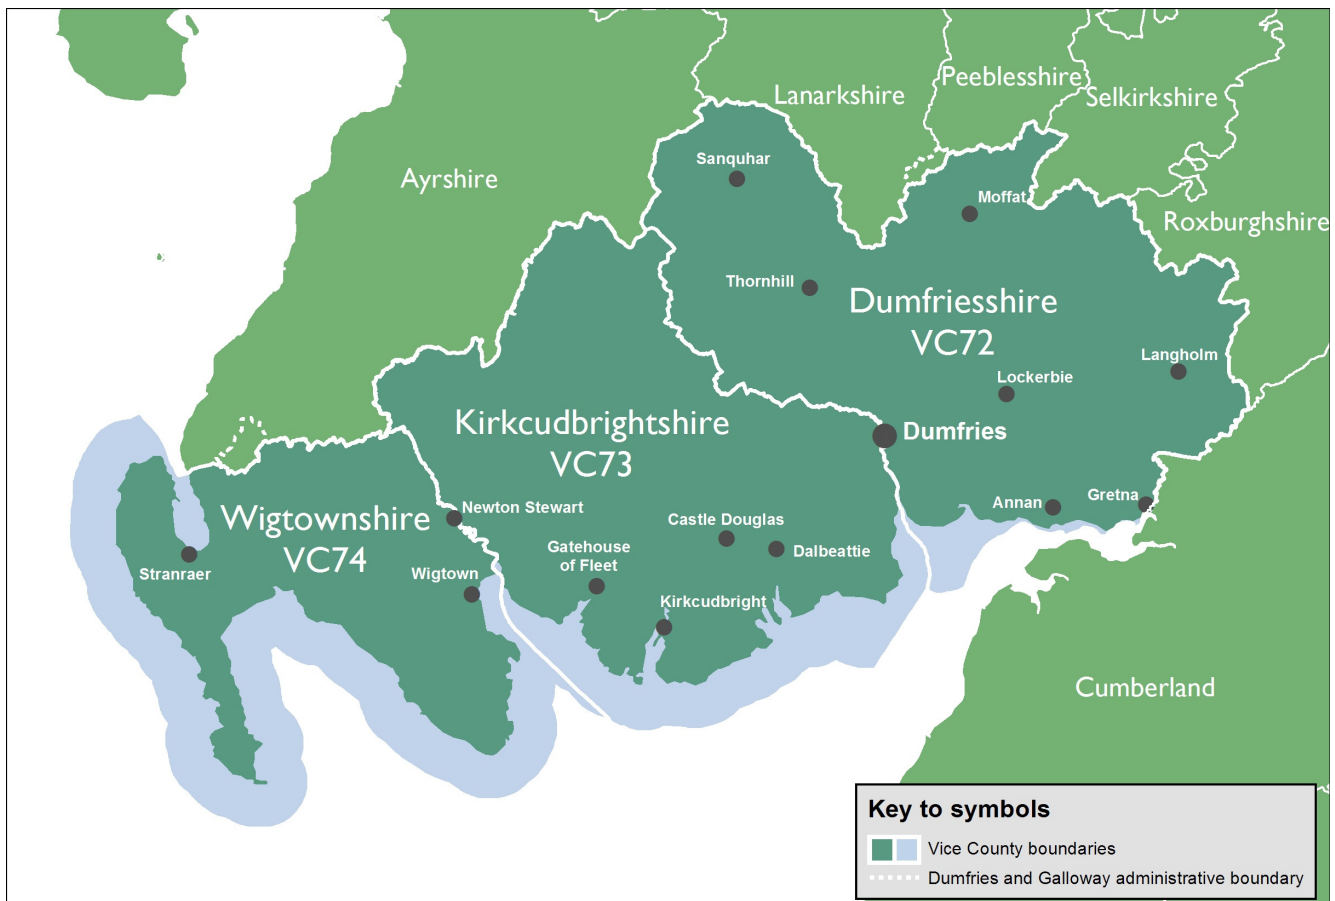 Peeblesshire
Lanarkshire
Selkirkshire
Sanquhar
Ayrshire
Moffat
Roxburghshire
Thornhill
Dumfriesshire
VC72
Langholm
Lockerbie
Kirkcudbrightshire
VC73
Dumfries
Gretna
Annan
Newton Stewart
Wigtownshire
VC74
Castle Douglas
Gatehouse
of Fleet
Dalbeattie
Stranraer
Wigtown
Kirkcudbright
Cumberland
Key to symbols
Vice County boundaries
Dumfries and Galloway administrative boundary